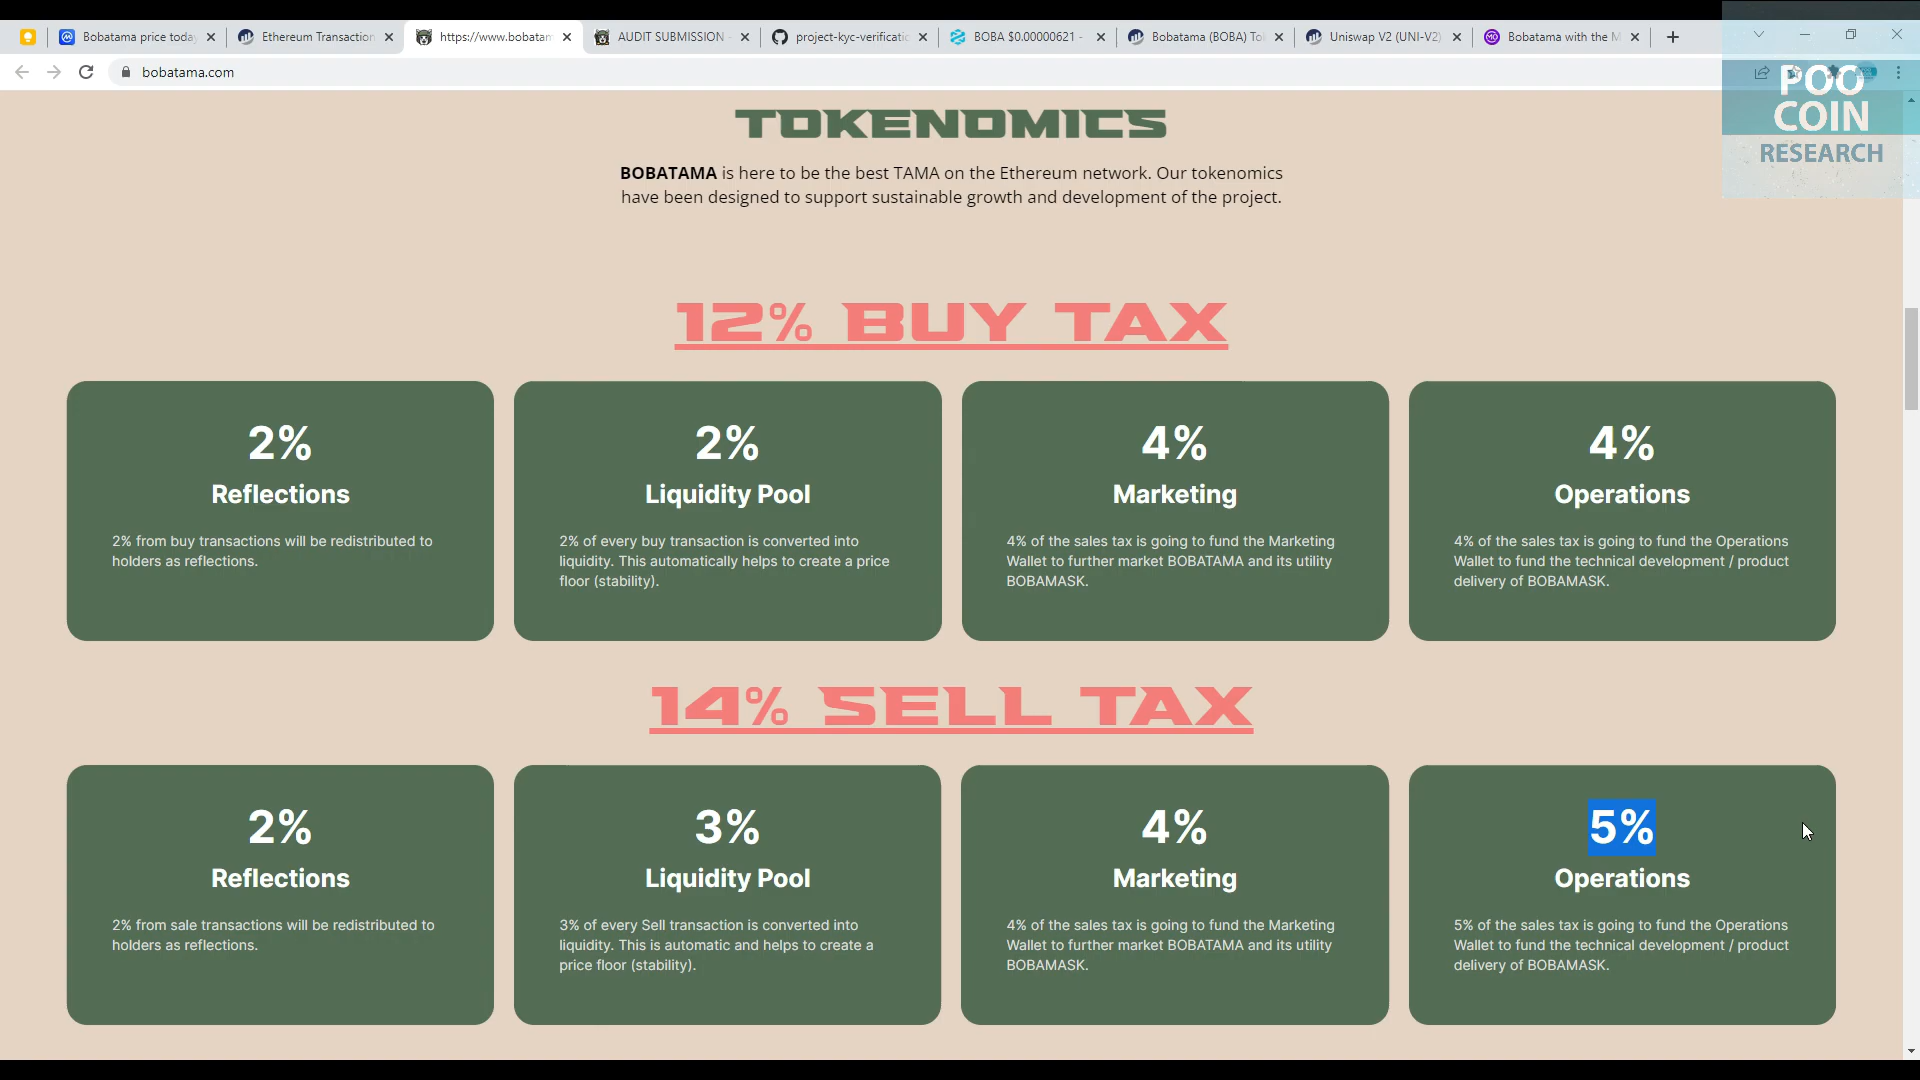 Bobatama price today
Ethereum Transaction
https://www.bobatam
AUDIT SUBMISSION -
project-kyc-verificatio
BOBA $0.00000621 -
Bobatama (BOBA) To
Uniswap V2 (UNI-V2)
Bobatama with the M
bobatama.com
POO
COIN
RESEARCH
TOKENOMICS
BOBATAMA is here to be the best TAMA on the Ethereum network. Our tokenomics
have been designed to support sustainable growth and development of the project.
12% BUY TAX
2%
Reflections
2% from buy transactions will be redistributed to
holders as reflections.
2%
Liquidity Pool
2% of every buy transaction is converted into
liquidity. This automatically helps to create a price
floor (stability).
4%
Marketing
4% of the sales tax is going to fund the Marketing
Wallet to further market BOBATAMA and its utility
BOBAMASK.
4%
Operations
4% of the sales tax is going to fund the Operations
Wallet to fund the technical development / product
delivery of BOBAMASK.
14% SELL TAX
2%
Reflections
2% from sale transactions will be redistributed to
holders as reflections.
3%
Liquidity Pool
3% of every Sell transaction is converted into
liquidity. This is automatic and helps to create a
price floor (stability).
4%
Marketing
4% of the sales tax is going to fund the Marketing
Wallet to further market BOBATAMA and its utility
BOBAMASK.
5%
Operations
5% of the sales tax is going to fund the Operations
Wallet to fund the technical development / product
delivery of BOBAMASK.